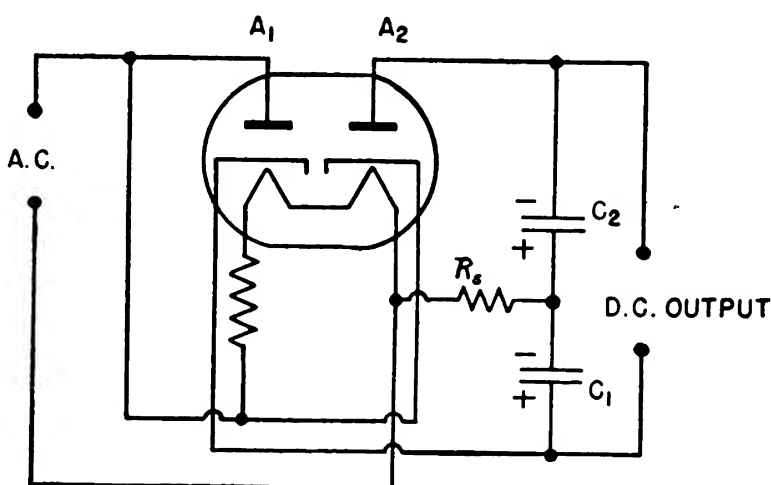 A1 A2
A.C.
− C2
+
Rs
D.C. OUTPUT
− C1
+